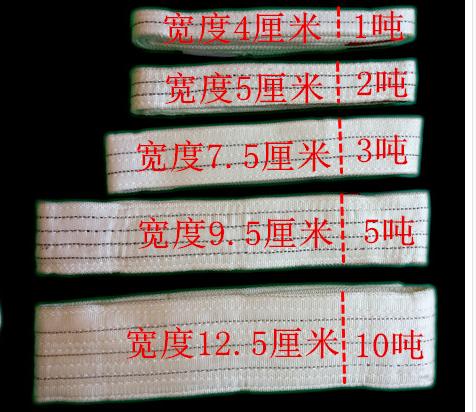 宽度4厘米 1吨
宽度5厘米 2吨
宽度7.5厘米 3吨
宽度9.5厘米 5吨
宽度12.5厘米 10吨